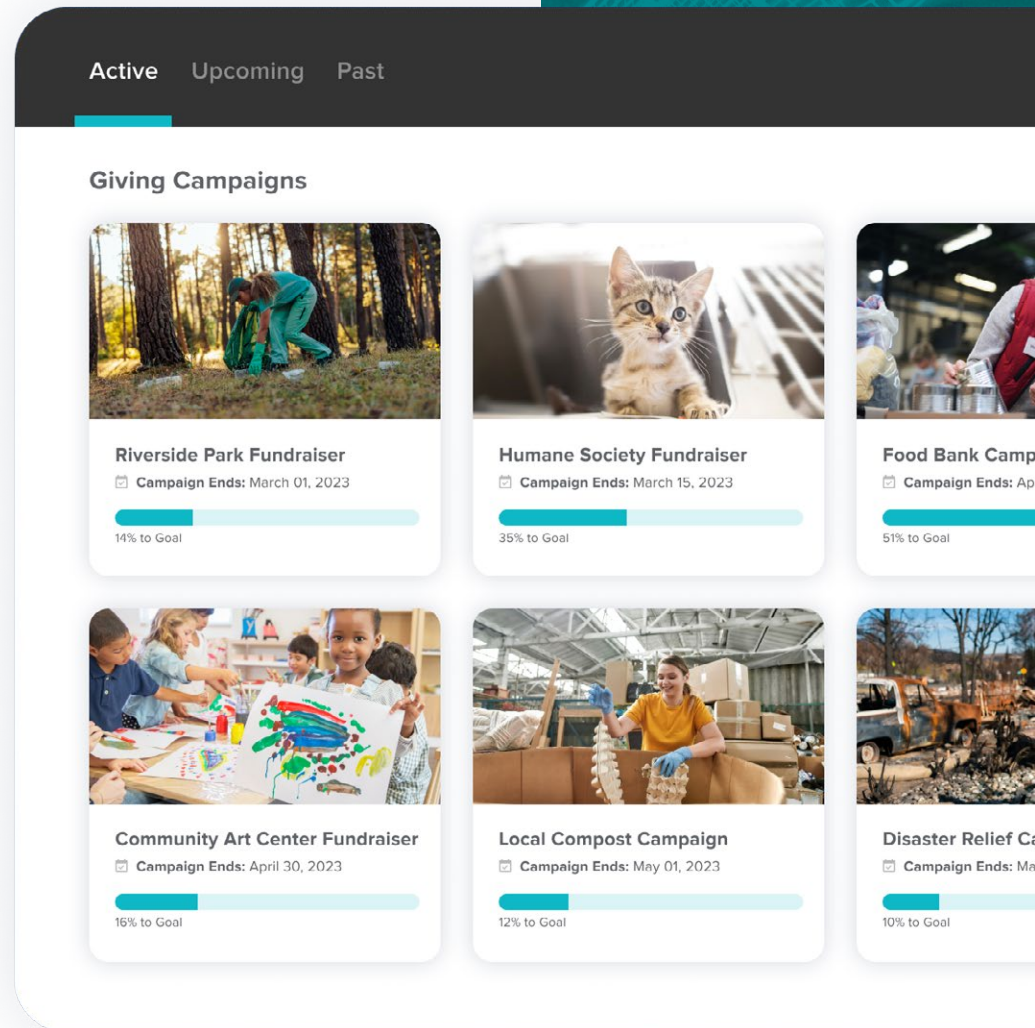 Active Upcoming Past
Giving Campaigns
Riverside Park Fundraiser
Campaign Ends: March 01, 2023
14% to Goal
Humane Society Fundraiser
Campaign Ends: March 15, 2023
35% to Goal
Food Bank Camp
Campaign Ends: Ap
51% to Goal
Community Art Center Fundraiser
Campaign Ends: April 30, 2023
16% to Goal
Local Compost Campaign
Campaign Ends: May 01, 2023
12% to Goal
Disaster Relief Ca
Campaign Ends: Ma
10% to Goal